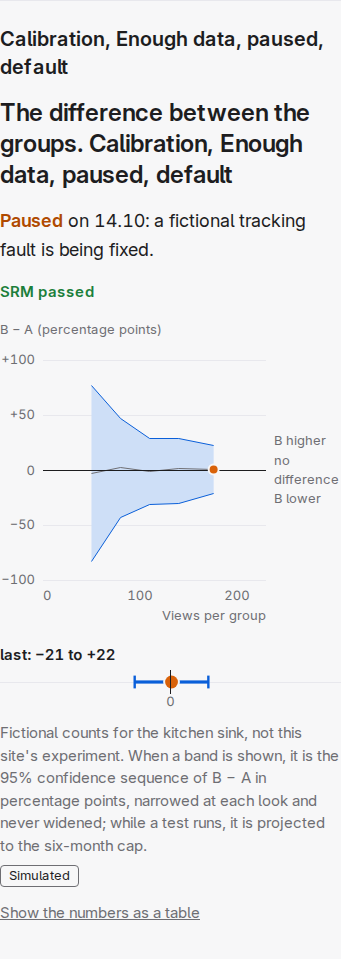 Calibration, Enough data, paused,
default
The difference between the
groups. Calibration, Enough
data, paused, default
Paused on 14.10: a fictional tracking
fault is being fixed.
SRM passed
B − A (percentage points)
+100
+50
0
−50
−100
B higher
no
difference
B lower
0 100 200
Views per group
last: −21 to +22
0
Fictional counts for the kitchen sink, not this
site's experiment. When a band is shown, it is the
95% confidence sequence of B − A in
percentage points, narrowed at each look and
never widened; while a test runs, it is projected
to the six-month cap.
Simulated
Show the numbers as a table